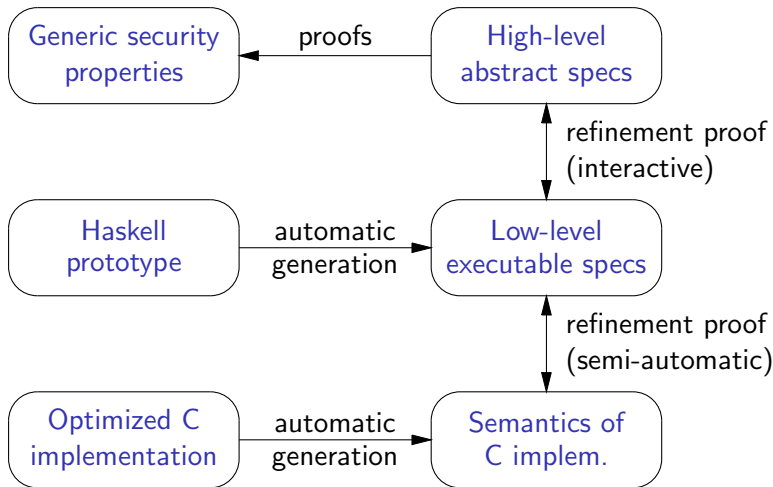 Generic security
properties
proofs
High-level
abstract specs
refinement proof
(interactive)
Haskell
prototype
automatic
generation
Low-level
executable specs
refinement proof
(semi-automatic)
Optimized C
implementation
automatic
generation
Semantics of
C implem.